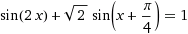 sin(2 x) + √2 sin(x + π/4) = 1